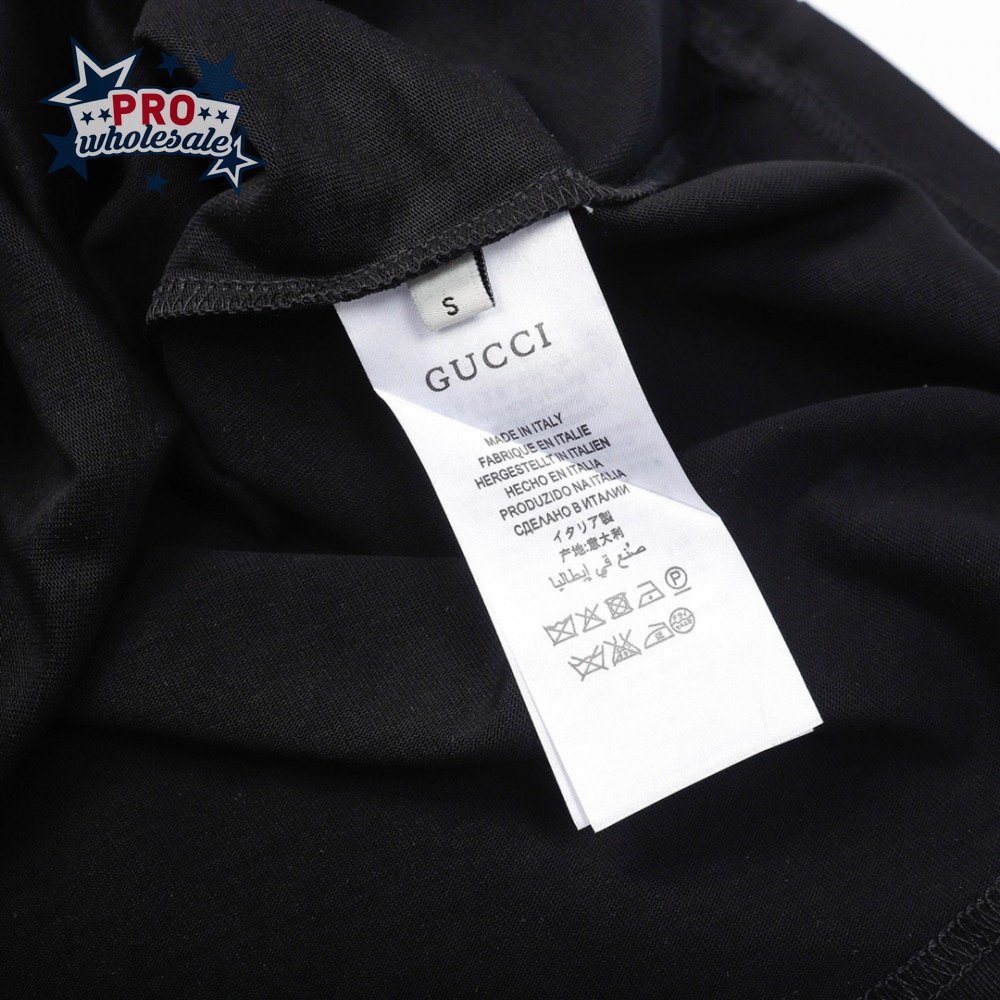 PRO
wholesale
S
GUCCI
MADE IN ITALY
FABRIQUE EN ITALIE
HERGESTELLT IN ITALIEN
HECHO EN ITALIA
PRODUZIDO NA ITALIA
СДЕЛАНО В ИТАЛИИ
イタリア製
产地:意大利
صنع في إيطاليا
P